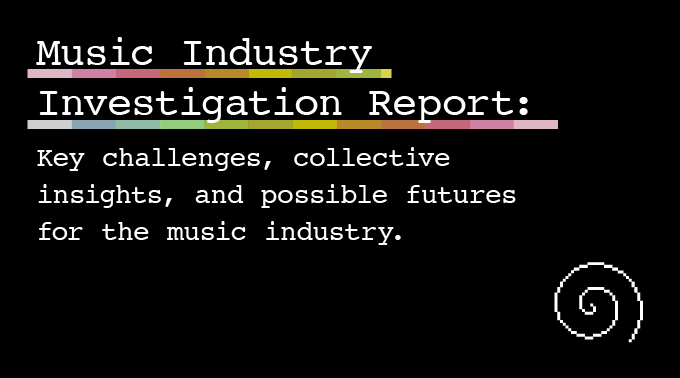 Music Industry
Investigation Report:
Key challenges, collective
insights, and possible futures
for the music industry.